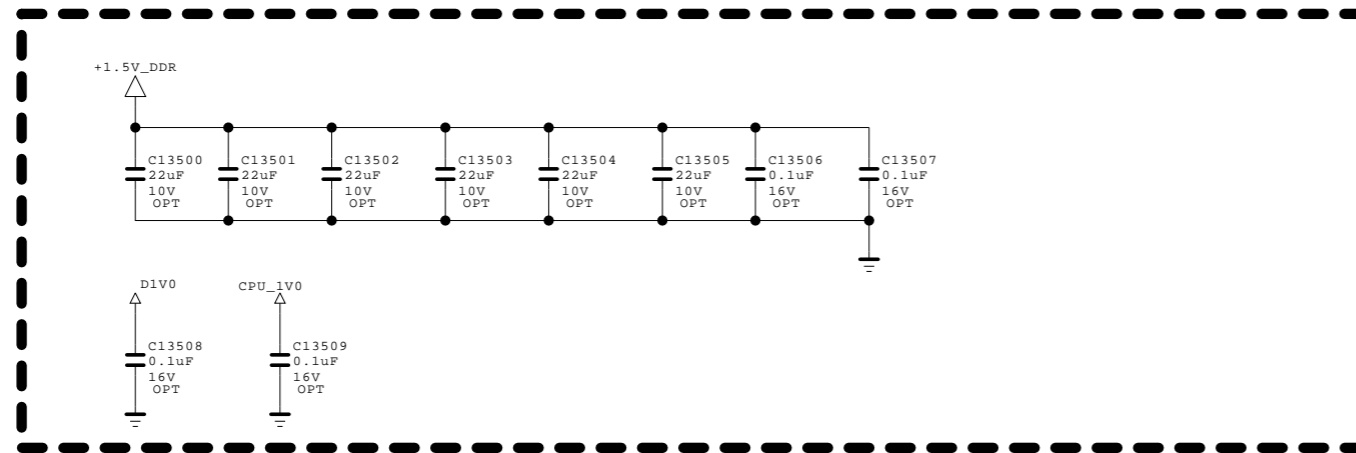 +1.5V_DDR
C13500
22uF
10V
OPT
C13501
22uF
10V
OPT
C13502
22uF
10V
OPT
C13503
22uF
10V
OPT
C13504
22uF
10V
OPT
C13505
22uF
10V
OPT
C13506
0.1uF
16V
OPT
C13507
0.1uF
16V
OPT
D1V0
C13508
0.1uF
16V
OPT
CPU_1V0
C13509
0.1uF
16V
OPT